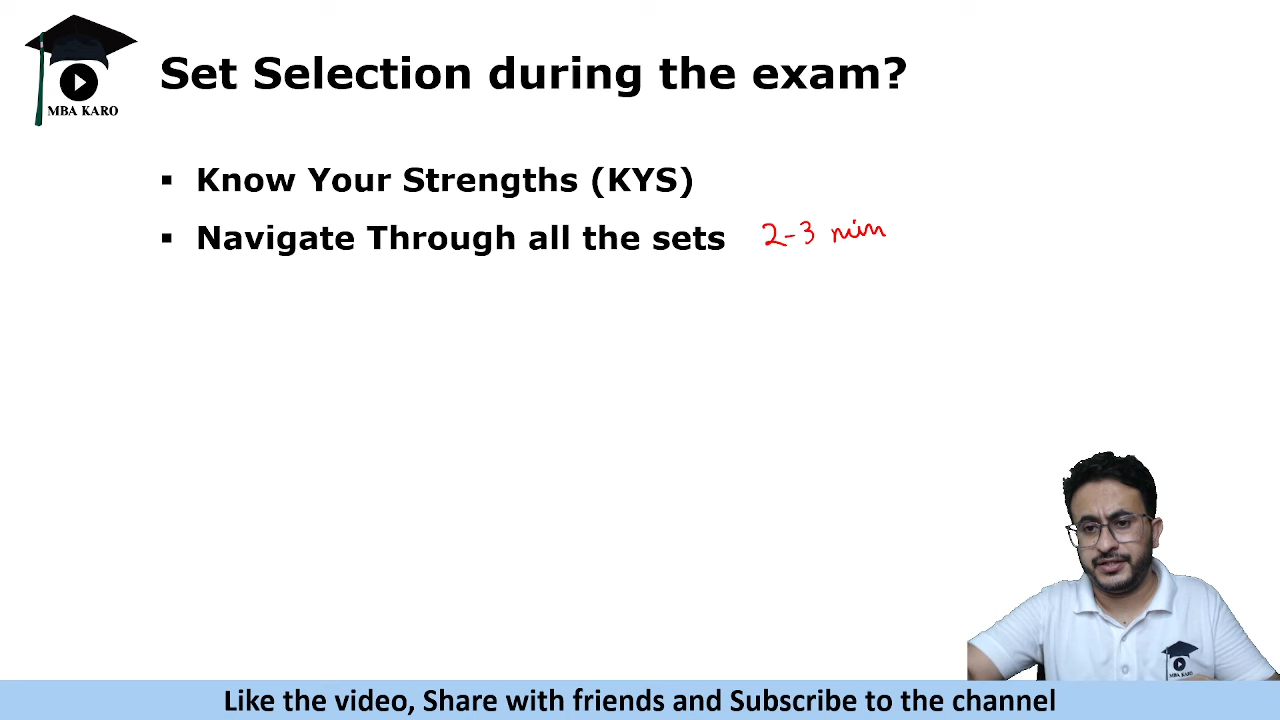 MBA KARO
Set Selection during the exam?
▪ Know Your Strengths (KYS)
▪ Navigate Through all the sets 2-3 min
Like the video, Share with friends and Subscribe to the channel